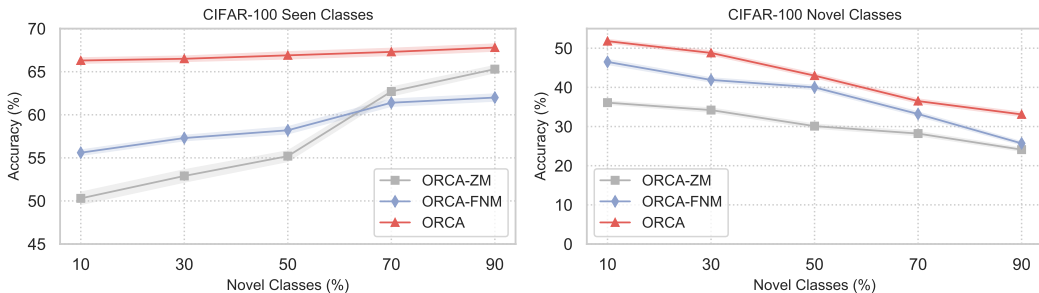 CIFAR-100 Seen Classes
70
65
60
55
50
45
Accuracy (%)
ORCA-ZM
ORCA-FNM
ORCA
10 30 50 70 90
Novel Classes (%)
CIFAR-100 Novel Classes
50
40
30
20
10
0
Accuracy (%)
ORCA-ZM
ORCA-FNM
ORCA
10 30 50 70 90
Novel Classes (%)